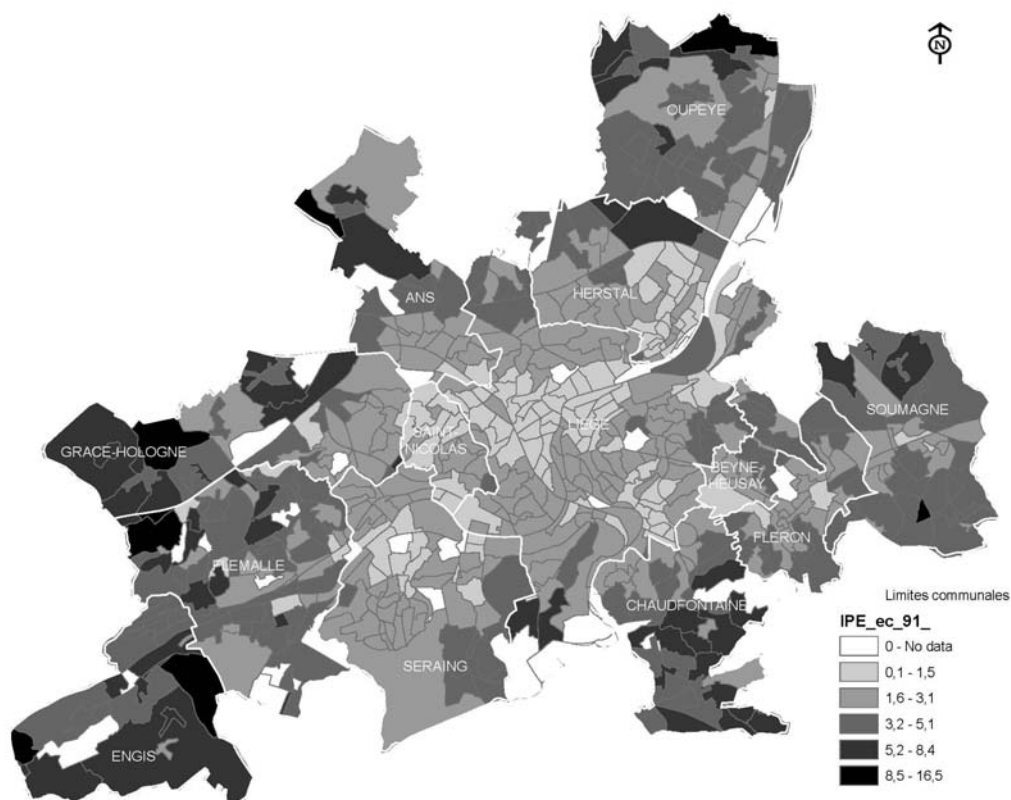 N
OUPEYE
HERSTAL
ANS
SOUMAGNE
GRACE-HOLOGNE
SAINT
NICOLAS
LIEGE
BEYNE
HEUSAY
FLERON
FLEMALLE
CHAUDFONTAINE
SERAING
ENGIS
Limites communales
IPE_ec_91_
0 - No data
0,1 - 1,5
1,6 - 3,1
3,2 - 5,1
5,2 - 8,4
8,5 - 16,5